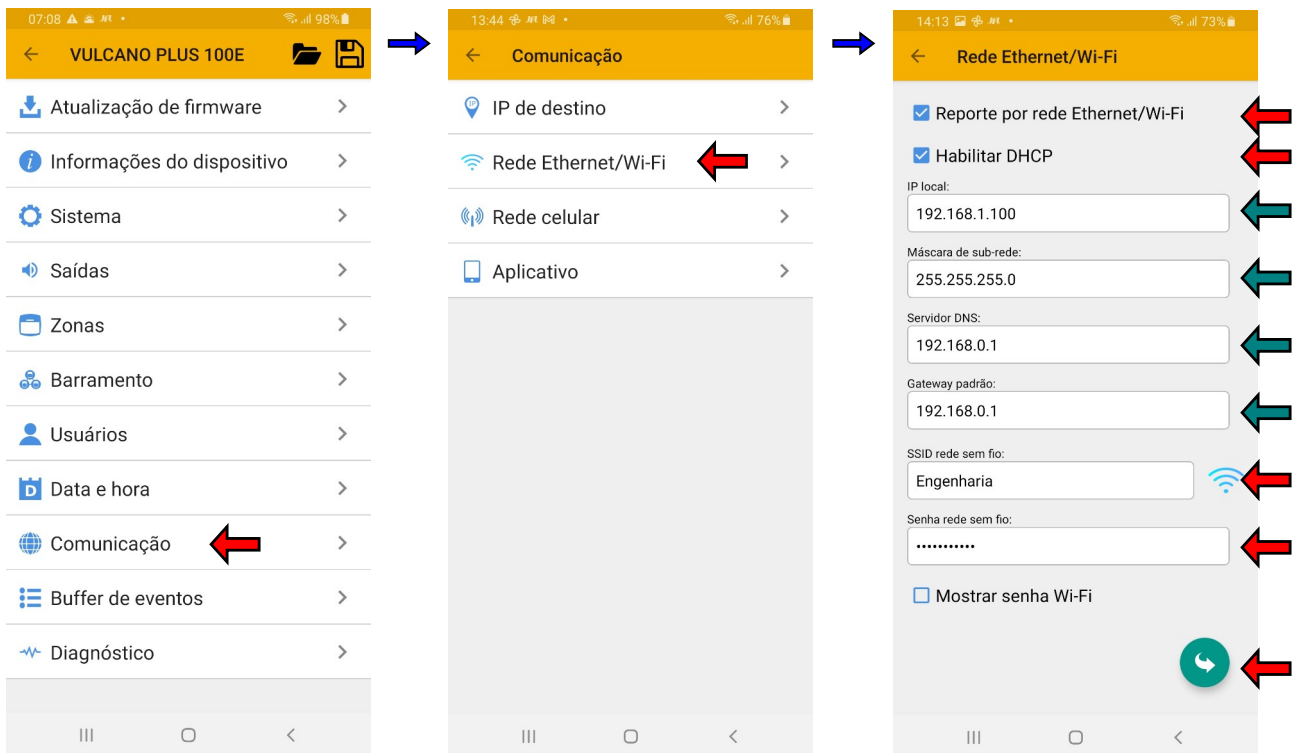 07:08
98%
VULCANO PLUS 100E
Atualização de firmware
Informações do dispositivo
Sistema
Saídas
Zonas
Barramento
Usuários
Data e hora
Comunicação
Buffer de eventos
Diagnóstico
13:44
76%
Comunicação
IP de destino
Rede Ethernet/Wi-Fi
Rede celular
Aplicativo
14:13
73%
Rede Ethernet/Wi-Fi
Reporte por rede Ethernet/Wi-Fi
Habilitar DHCP
IP local:
192.168.1.100
Máscara de sub-rede:
255.255.255.0
Servidor DNS:
192.168.0.1
Gateway padrão:
192.168.0.1
SSID rede sem fio:
Engenharia
Senha rede sem fio:
•••••••••••
Mostrar senha Wi-Fi